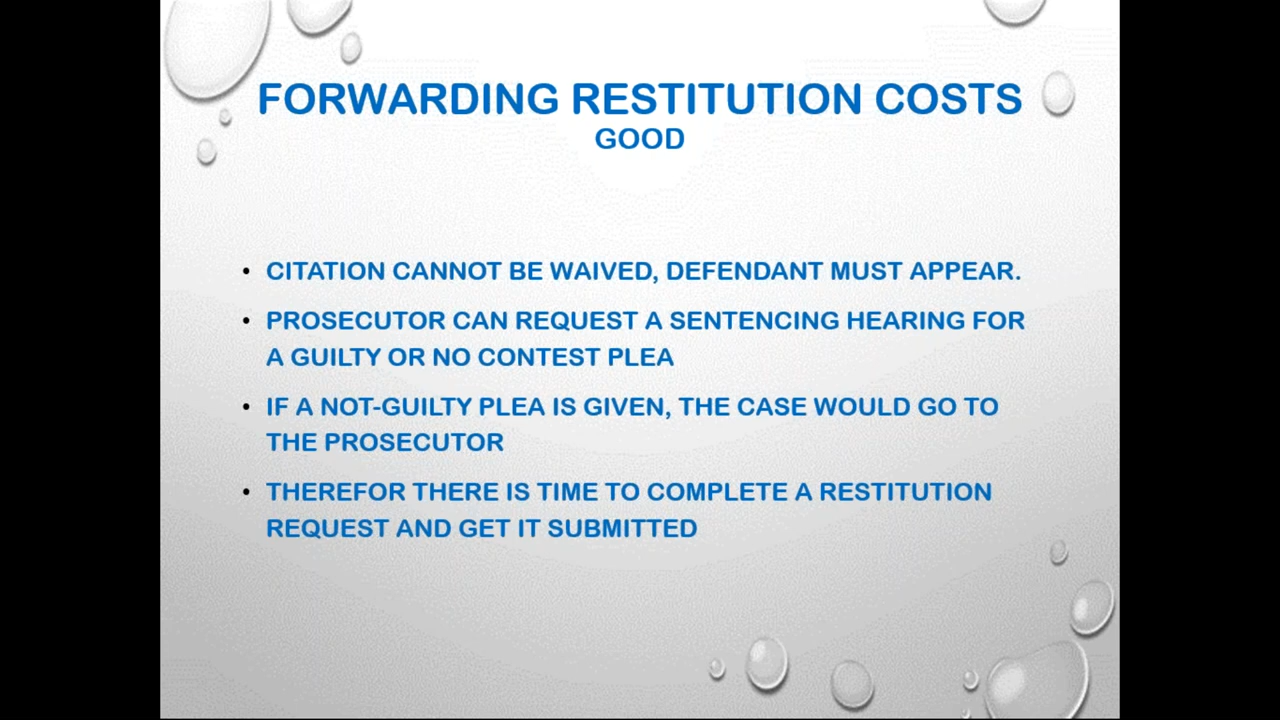 FORWARDING RESTITUTION COSTS
GOOD
• CITATION CANNOT BE WAIVED, DEFENDANT MUST APPEAR.
• PROSECUTOR CAN REQUEST A SENTENCING HEARING FOR
A GUILTY OR NO CONTEST PLEA
• IF A NOT-GUILTY PLEA IS GIVEN, THE CASE WOULD GO TO
THE PROSECUTOR
• THEREFOR THERE IS TIME TO COMPLETE A RESTITUTION
REQUEST AND GET IT SUBMITTED